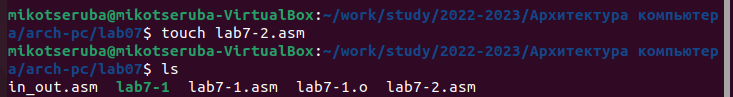 mikotseruba@mikotseruba-VirtualBox:~/work/study/2022-2023/Архитектура компьютер
а/arch-pc/lab07$ touch lab7-2.asm
mikotseruba@mikotseruba-VirtualBox:~/work/study/2022-2023/Архитектура компьютер
а/arch-pc/lab07$ ls
in_out.asm  lab7-1  lab7-1.asm  lab7-1.o  lab7-2.asm